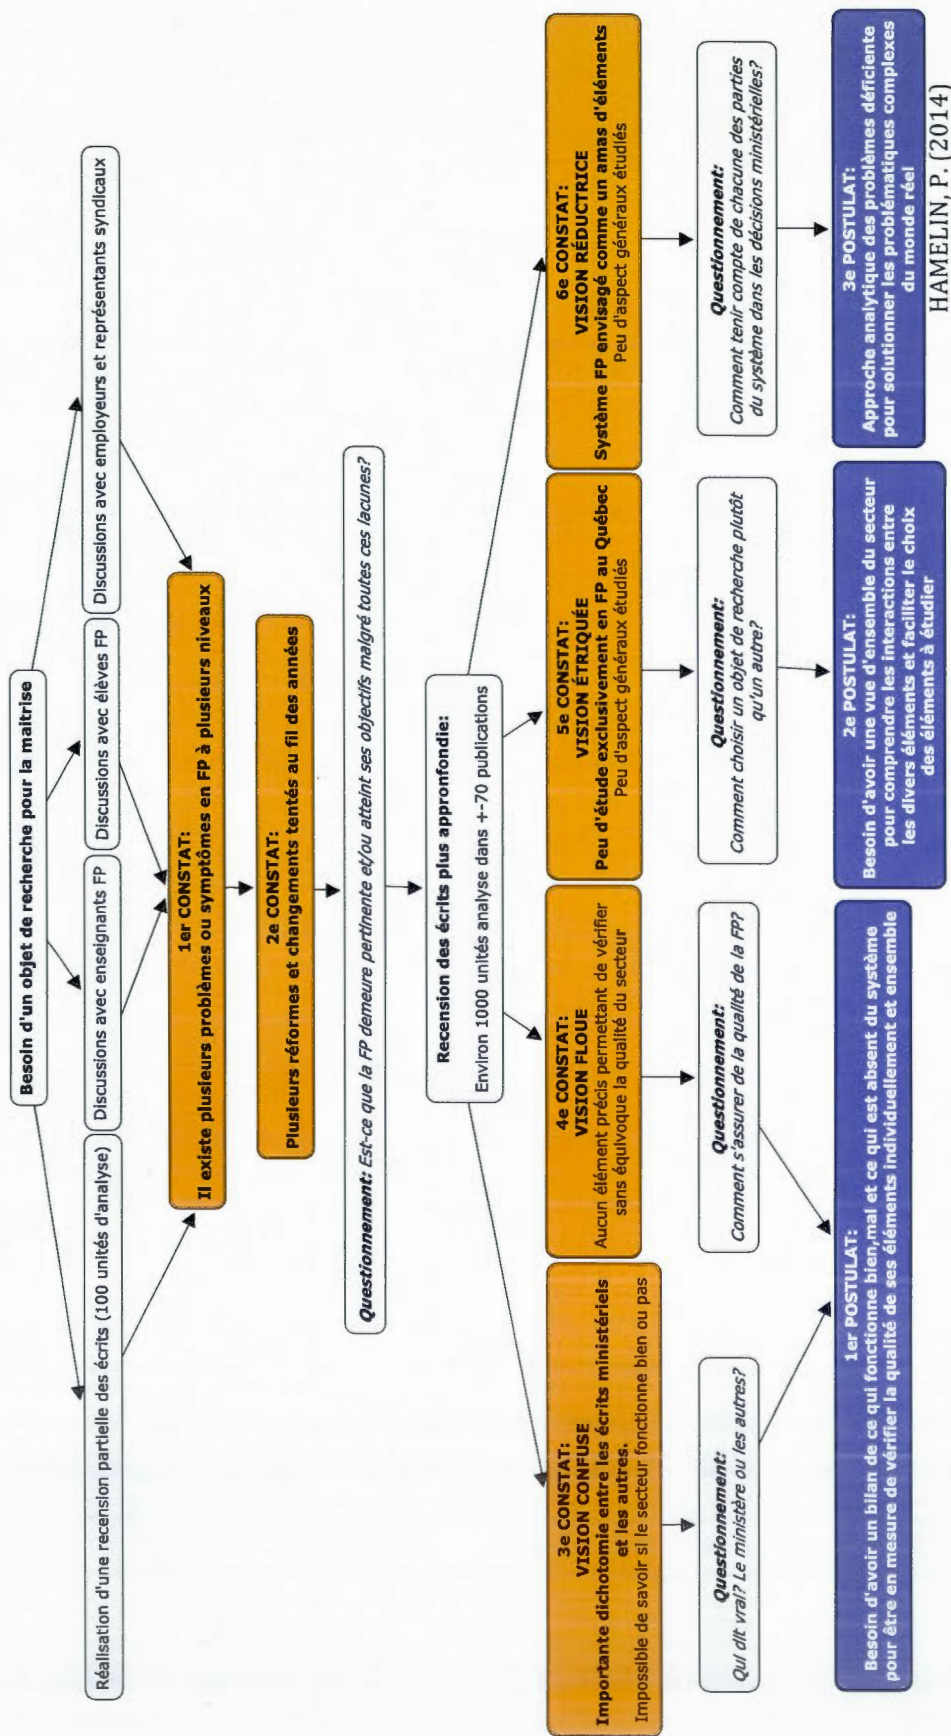 Besoin d'un objet de recherche pour la maitrise
Réalisation d'une recension partielle des écrits (100 unités d'analyse)
Discussions avec enseignants FP
Discussions avec élèves FP
Discussions avec employeurs et représentants syndicaux
1er CONSTAT:
Il existe plusieurs problèmes ou symptômes en FP à plusieurs niveaux
2e CONSTAT:
Plusieurs réformes et changements tentés au fil des années
Questionnement: Est-ce que la FP demeure pertinente et/ou atteint ses objectifs malgré toutes ces lacunes?
Recension des écrits plus approfondie:
Environ 1000 unités analyse dans +-70 publications
3e CONSTAT:
VISION CONFUSE
Importante dichotomie entre les écrits ministériels
et les autres.
Impossible de savoir si le secteur fonctionne bien ou pas
4e CONSTAT:
VISION FLOUE
Aucun élément précis permettant de vérifier
sans équivoque la qualité du secteur
5e CONSTAT:
VISION ÉTRIQUÉE
Peu d'étude exclusivement en FP au Québec
Peu d'aspect généraux étudiés
6e CONSTAT:
VISION RÉDUCTRICE
Système FP envisagé comme un amas d'éléments
Peu d'aspect généraux étudiés
Questionnement:
Qui dit vrai? Le ministère ou les autres?
Questionnement:
Comment s'assurer de la qualité de la FP?
Questionnement:
Comment choisir un objet de recherche plutôt
qu'un autre?
Questionnement:
Comment tenir compte de chacune des parties
du système dans les décisions ministérielles?
1er POSTULAT:
Besoin d'avoir un bilan de ce qui fonctionne bien,mal et ce qui est absent du système
pour être en mesure de vérifier la qualité de ses éléments individuellement et ensemble
2e POSTULAT:
Besoin d'avoir une vue d'ensemble du secteur
pour comprendre les interactions entre
les divers éléments et faciliter le choix
des éléments à étudier
3e POSTULAT:
Approche analytique des problèmes déficiente
pour solutionner les problématiques complexes
du monde réel
HAMELIN, P. (2014)